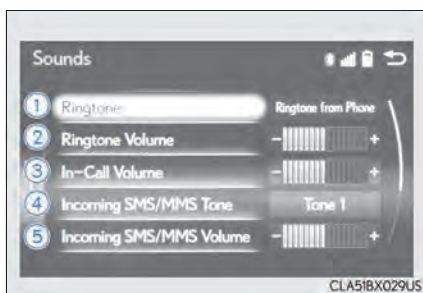 Sounds
1 Ringtone Ringtone from Phone
2 Ringtone Volume - +
3 In-Call Volume - +
4 Incoming SMS/MMS Tone Tone 1
5 Incoming SMS/MMS Volume - +
CLA51BX029US